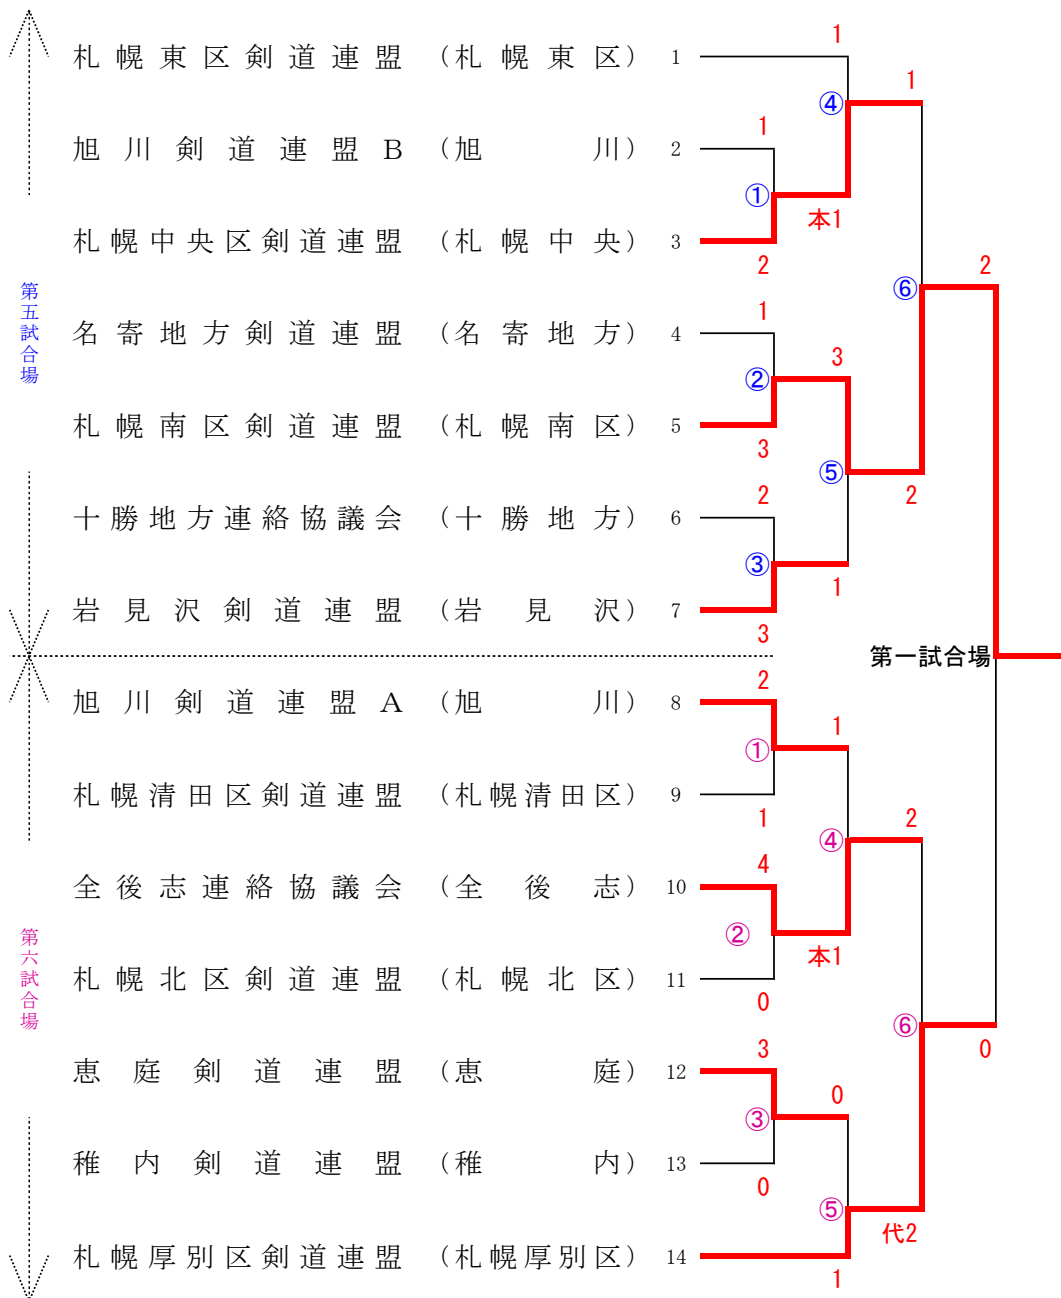 1
札幌東区剣道連盟 (札幌東区) 1
1
④
1
旭川剣道連盟B (旭川) 2
①
本1
札幌中央区剣道連盟 (札幌中央) 3
2
2
第五試合場
⑥
1
名寄地方剣道連盟 (名寄地方) 4
3
②
札幌南区剣道連盟 (札幌南区) 5
3
⑤
2
2
十勝地方連絡協議会 (十勝地方) 6
③
1
岩見沢剣道連盟 (岩見沢) 7
3
第一試合場
2
旭川剣道連盟A (旭川) 8
1
①
札幌清田区剣道連盟 (札幌清田区) 9
1
2
④
4
全後志連絡協議会 (全後志) 10
第六試合場
②
本1
札幌北区剣道連盟 (札幌北区) 11
0
⑥
0
3
恵庭剣道連盟 (恵庭) 12
0
③
稚内剣道連盟 (稚内) 13
0
⑤
代2
札幌厚別区剣道連盟 (札幌厚別区) 14
1